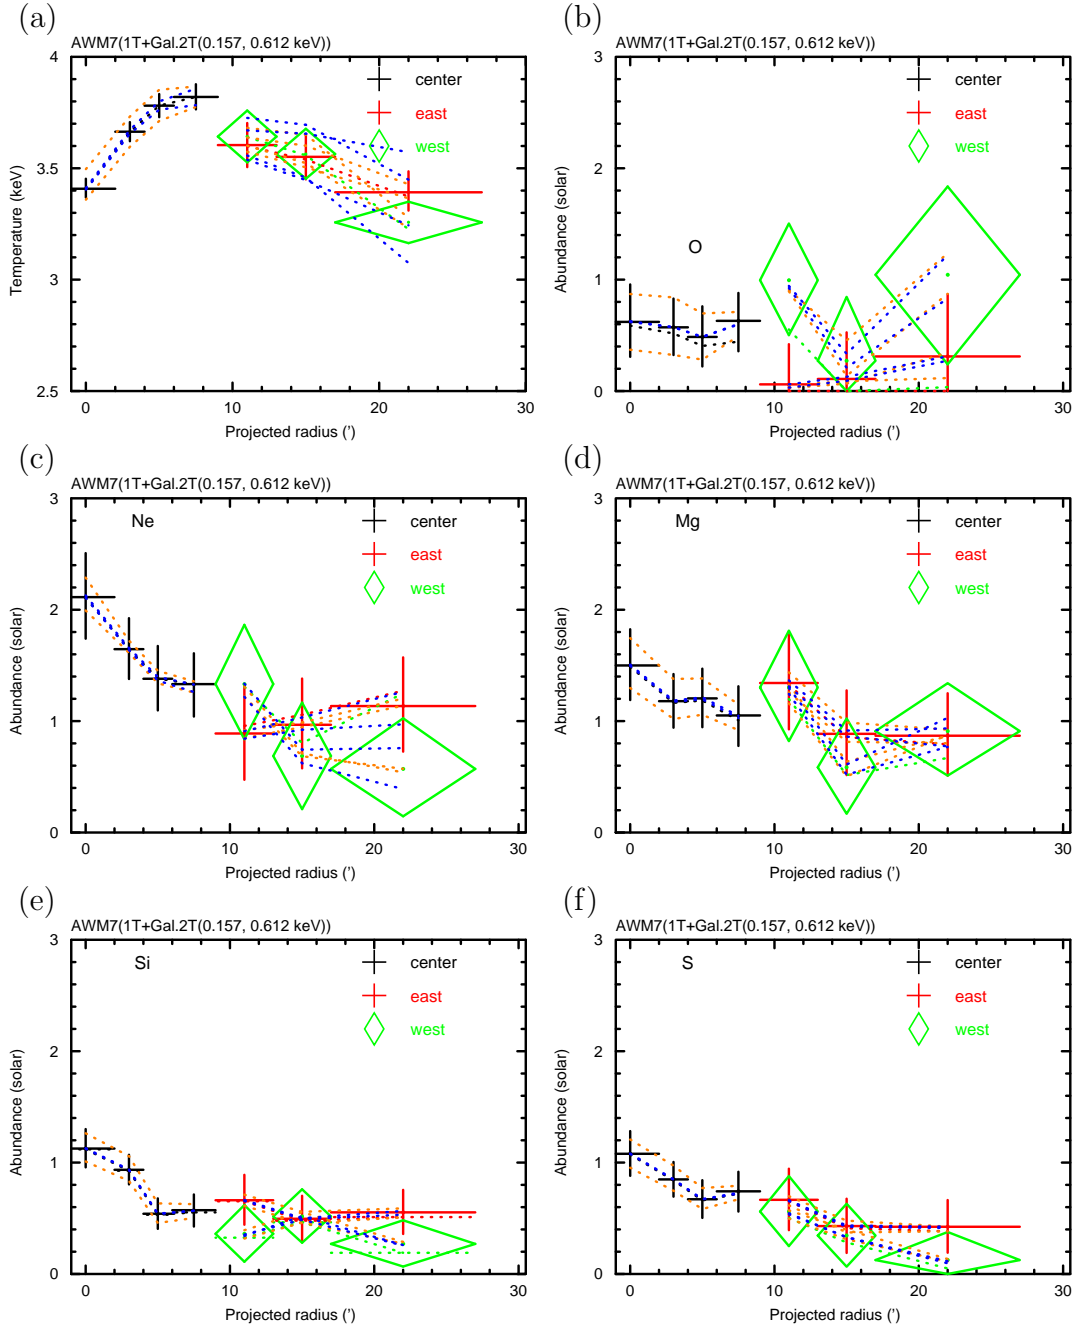 (a)
AWM7(1T+Gal.2T(0.157, 0.612 keV))
center
east
west
Temperature (keV)
4
3.5
3
2.5
0
10
20
30
Projected radius (')
(b)
AWM7(1T+Gal.2T(0.157, 0.612 keV))
center
east
west
O
Abundance (solar)
3
2
1
0
0
10
20
30
Projected radius (')
(c)
AWM7(1T+Gal.2T(0.157, 0.612 keV))
Ne
center
east
west
Abundance (solar)
3
2
1
0
0
10
20
30
Projected radius (')
(d)
AWM7(1T+Gal.2T(0.157, 0.612 keV))
Mg
center
east
west
Abundance (solar)
3
2
1
0
0
10
20
30
Projected radius (')
(e)
AWM7(1T+Gal.2T(0.157, 0.612 keV))
Si
center
east
west
Abundance (solar)
3
2
1
0
0
10
20
30
Projected radius (')
(f)
AWM7(1T+Gal.2T(0.157, 0.612 keV))
S
center
east
west
Abundance (solar)
3
2
1
0
0
10
20
30
Projected radius (')